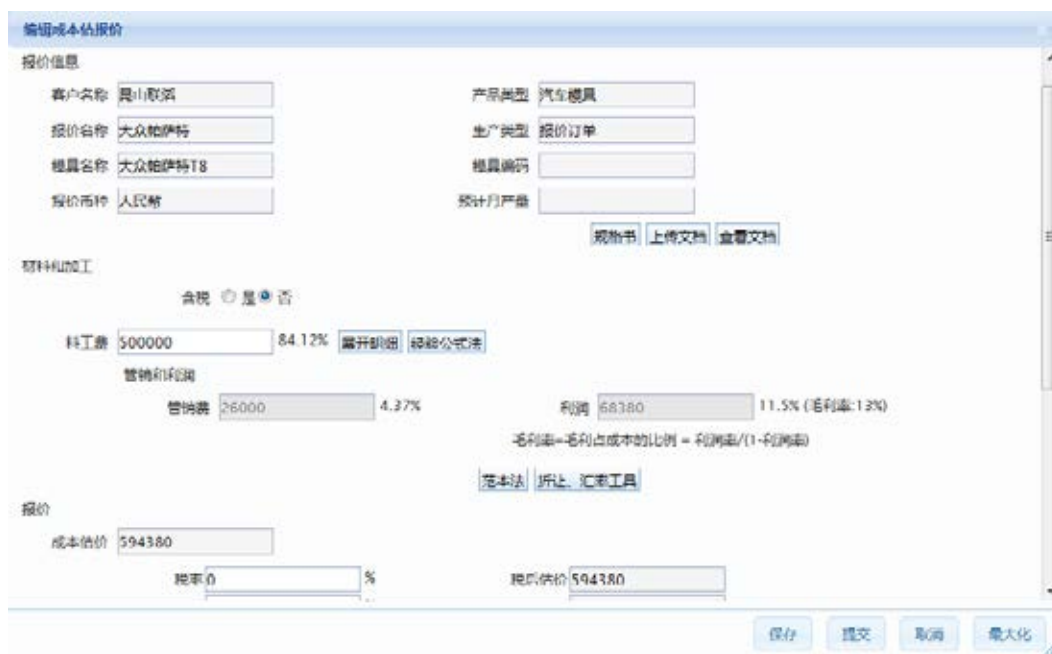 编辑成本估报价
报价信息
客户名称 昆山联滔 产品类型 汽车模具
报价名称 大众帕萨特 生产类型 报价订单
模具名称 大众帕萨特T8 模具编码
报价币种 人民币 预计月产量
规格书 上传文档 查看文档
材料和加工
含税 是 否
料工费 500000 84.12% 展开明细 经验公式法
管销和利润
管销费 26000 4.37% 利润 68380 11.5% (毛利率:13%)
毛利率=毛利占成本的比例 = 利润率/(1-利润率)
范本法 折让、汇率工具
报价
成本估价 594380
税率 0 % 税后估价 594380
保存 提交 取消 最大化